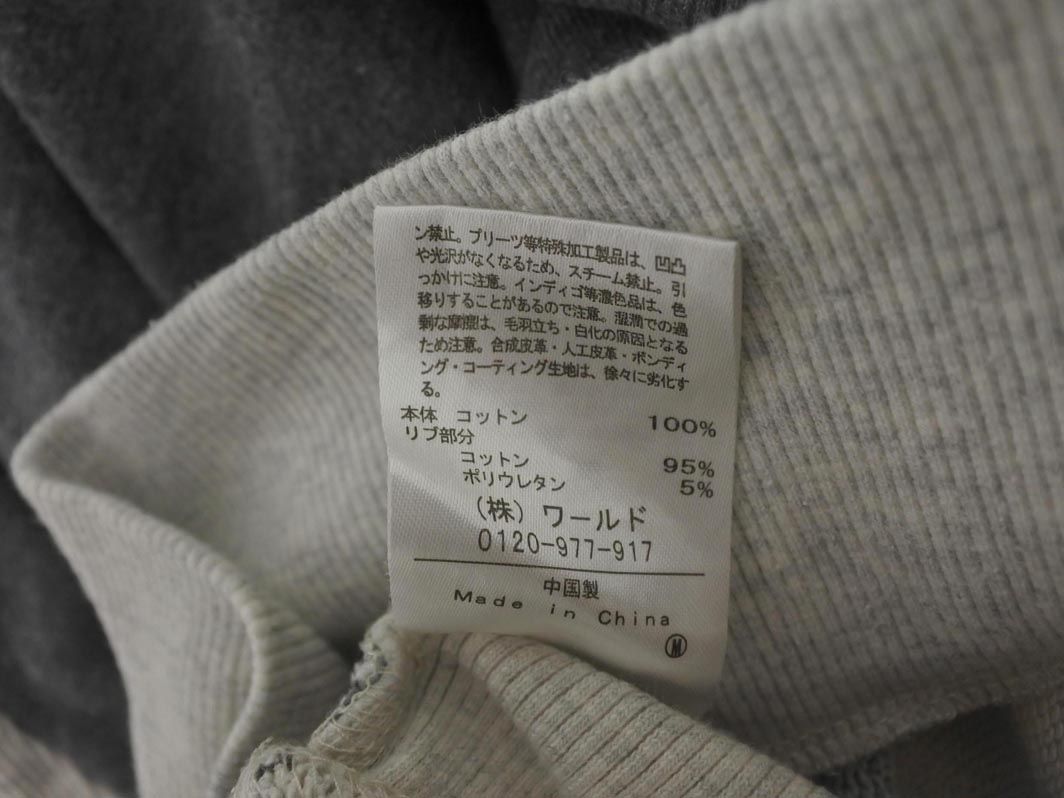 ン禁止。プリーツ等特殊加工製品は、凹凸
や光沢がなくなるため、スチーム禁止。引
っかけに注意。インディゴ等濃色品は、色
移りすることがあるので注意。湿潤での過
剰な摩擦は、毛羽立ち・白化の原因となる
ため注意。合成皮革・人工皮革・ボンディ
ング・コーティング生地は、徐々に劣化す
る。
本体 コットン 100%
リブ部分
コットン 95%
ポリウレタン 5%
(株)ワールド
0120-977-917
中国製
Made in China
M